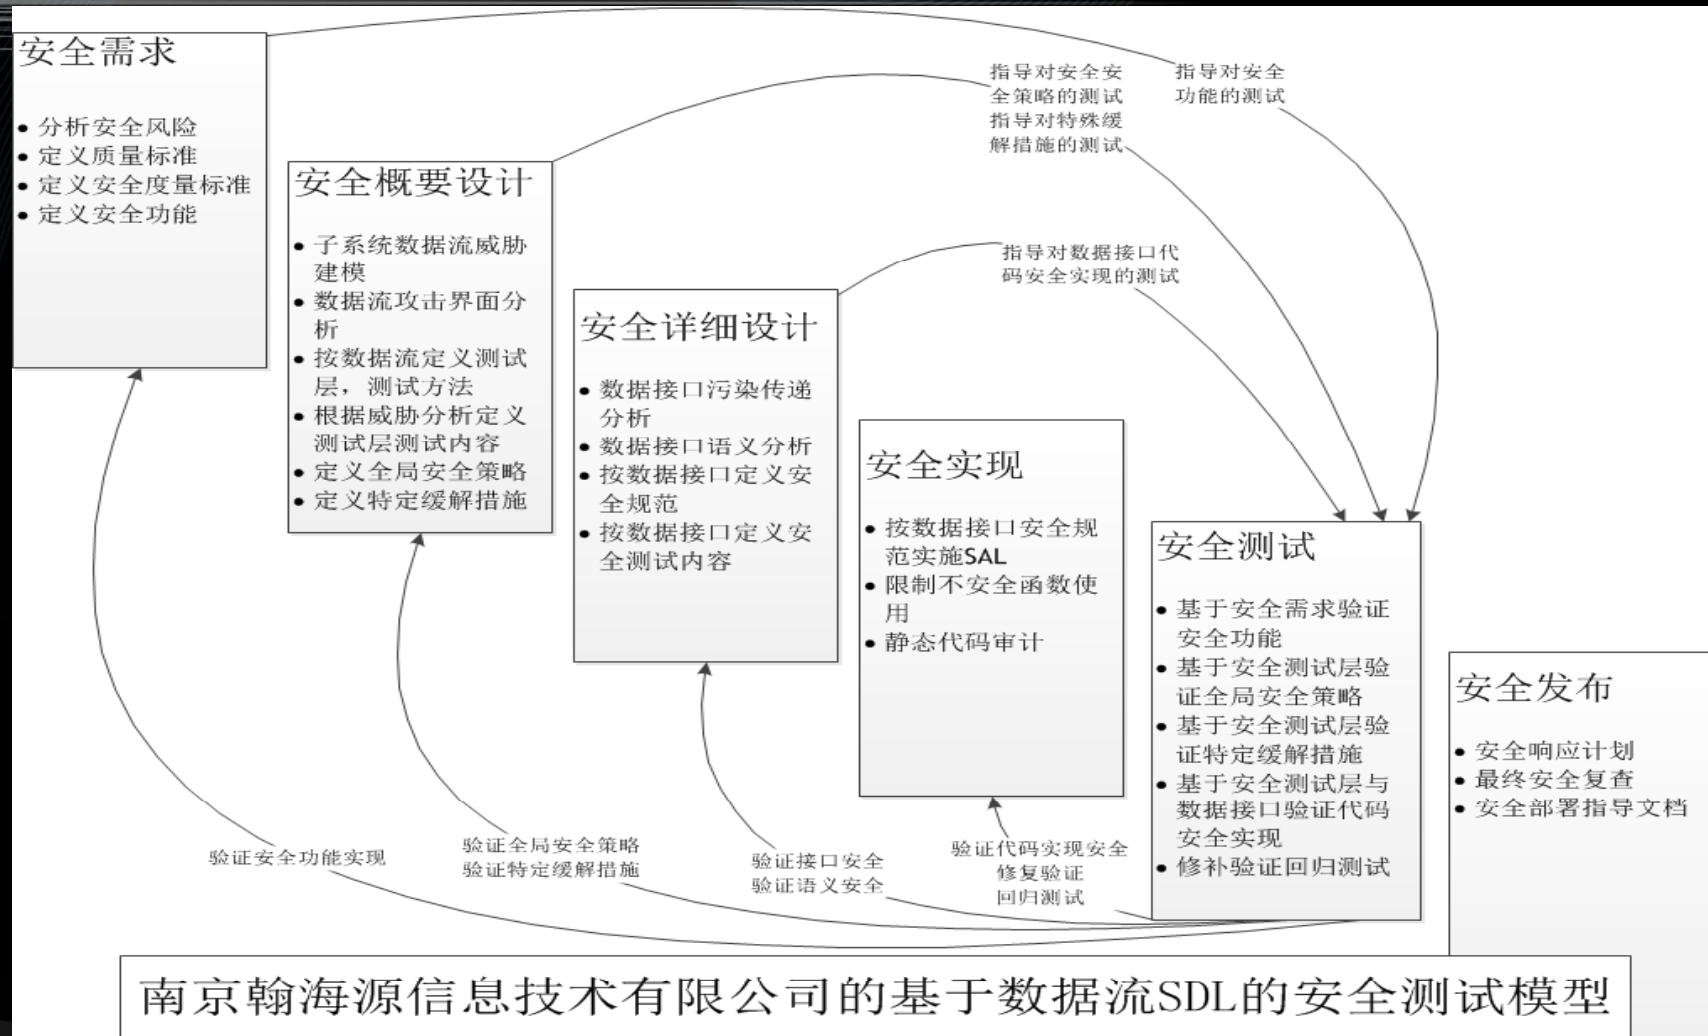 安全需求
• 分析安全风险
• 定义质量标准
• 定义安全度量标准
• 定义安全功能
安全概要设计
• 子系统数据流威胁
建模
• 数据流攻击界面分
析
• 按数据流定义测试
层，测试方法
• 根据威胁分析定义
测试层测试内容
• 定义全局安全策略
• 定义特定缓解措施
安全详细设计
• 数据接口污染传递
分析
• 数据接口语义分析
• 按数据接口定义安
全规范
• 按数据接口定义安
全测试内容
安全实现
• 按数据接口安全规
范实施SAL
• 限制不安全函数使
用
• 静态代码审计
安全测试
• 基于安全需求验证
安全功能
• 基于安全测试层验
证全局安全策略
• 基于安全测试层验
证特定缓解措施
• 基于安全测试层与
数据接口验证代码
安全实现
• 修补验证回归测试
安全发布
• 安全响应计划
• 最终安全复查
• 安全部署指导文档
指导对安全安
全策略的测试
指导对特殊缓
解措施的测试
指导对安全
功能的测试
指导对数据接口代
码安全实现的测试
验证安全功能实现
验证全局安全策略
验证特定缓解措施
验证接口安全
验证语义安全
验证代码实现安全
修复验证
回归测试
南京翰海源信息技术有限公司的基于数据流SDL的安全测试模型